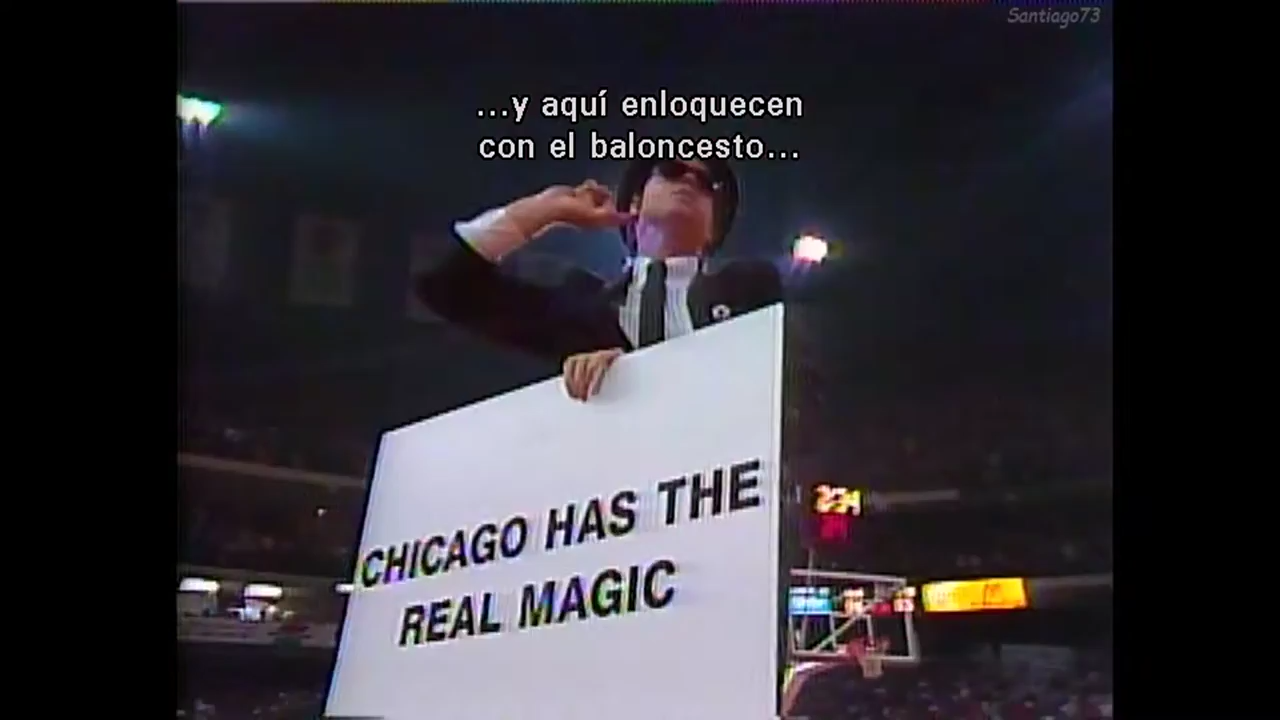 Santiago73
...y aquí enloquecen
con el baloncesto...
CHICAGO HAS THE
REAL MAGIC